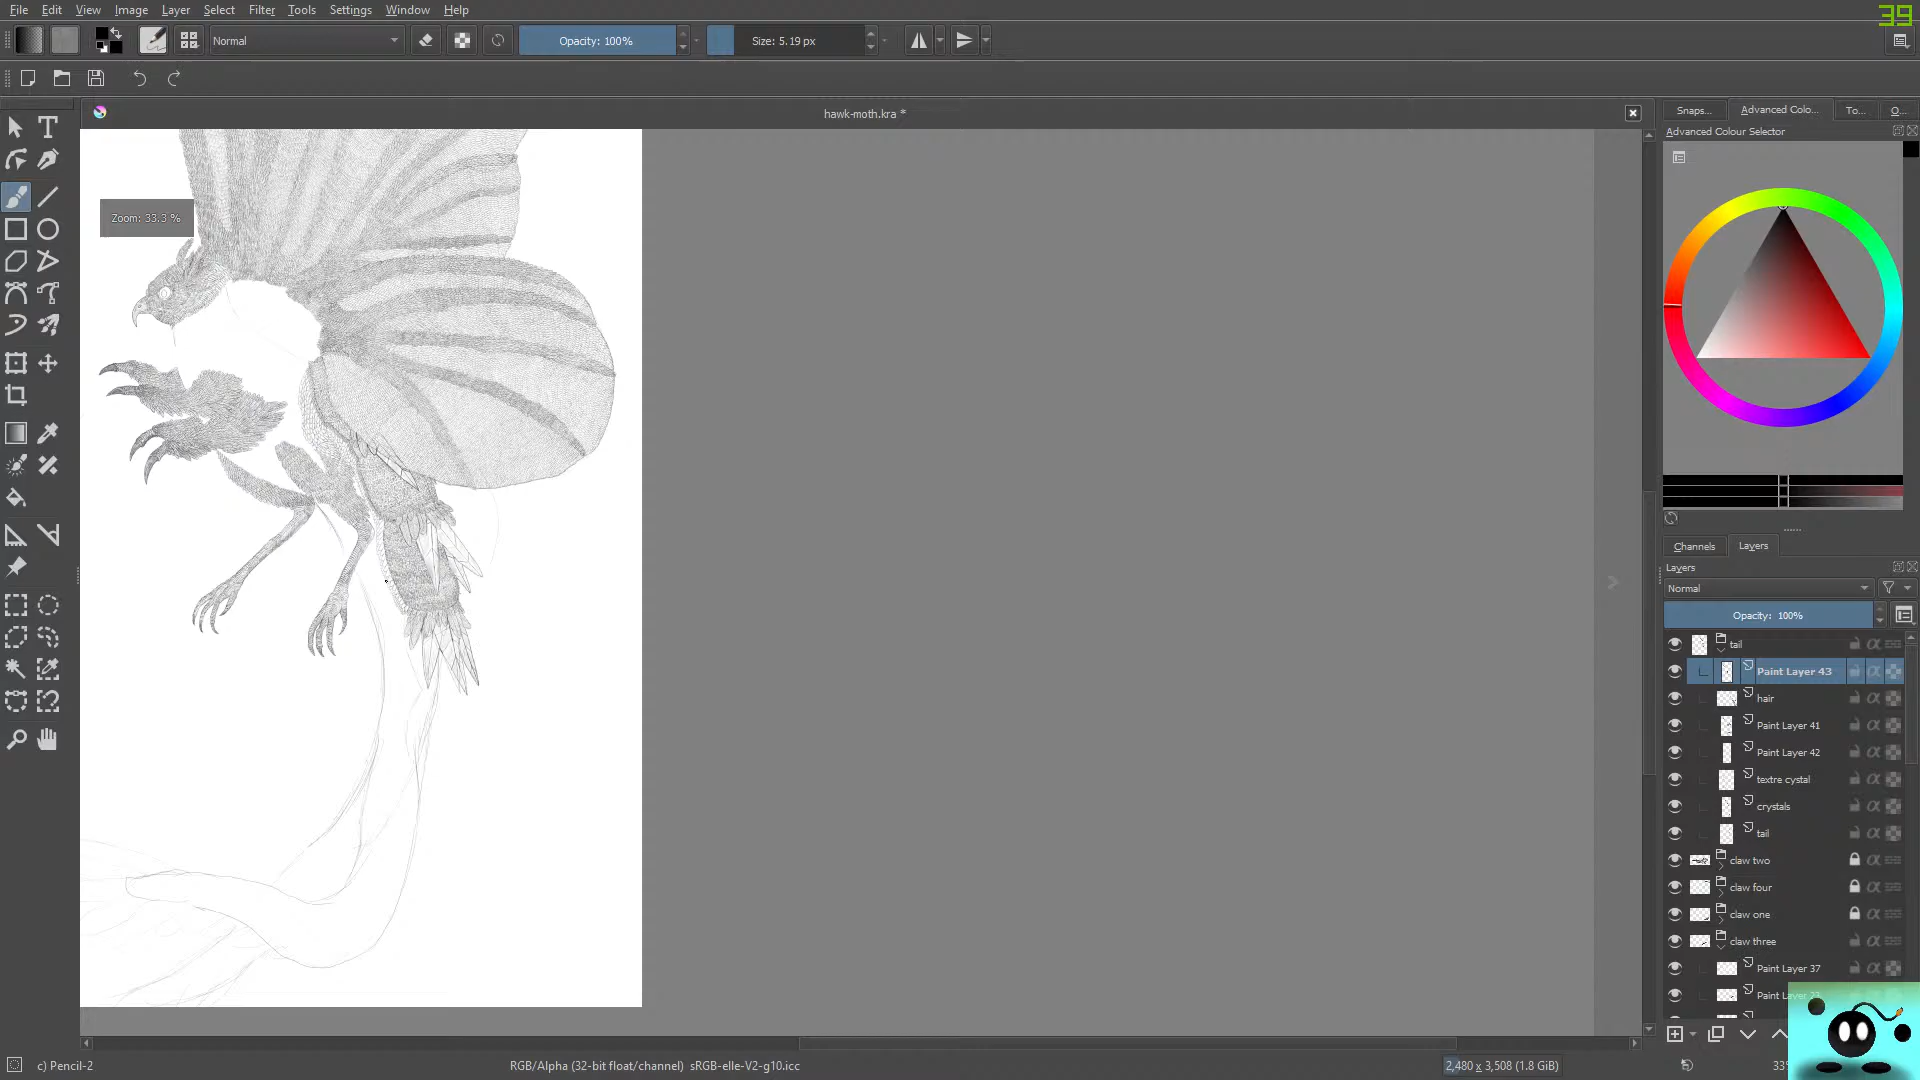 File Edit View Image Layer Select Filter Tools Settings Window Help
39
Normal
Opacity: 100%
Size: 5.19 px
hawk-moth.kra *
Snaps...
Advanced Colo...
To...
O...
Advanced Colour Selector
Zoom: 33.3 %
Channels
Layers
Layers
Normal
Opacity: 100%
tail
Paint Layer 43
hair
Paint Layer 41
Paint Layer 42
textre cystal
crystals
tail
claw two
claw four
claw one
claw three
Paint Layer 37
Paint Layer
c) Pencil-2
RGB/Alpha (32-bit float/channel) sRGB-elle-V2-g10.icc
2,480 x 3,508 (1.8 GiB)
33